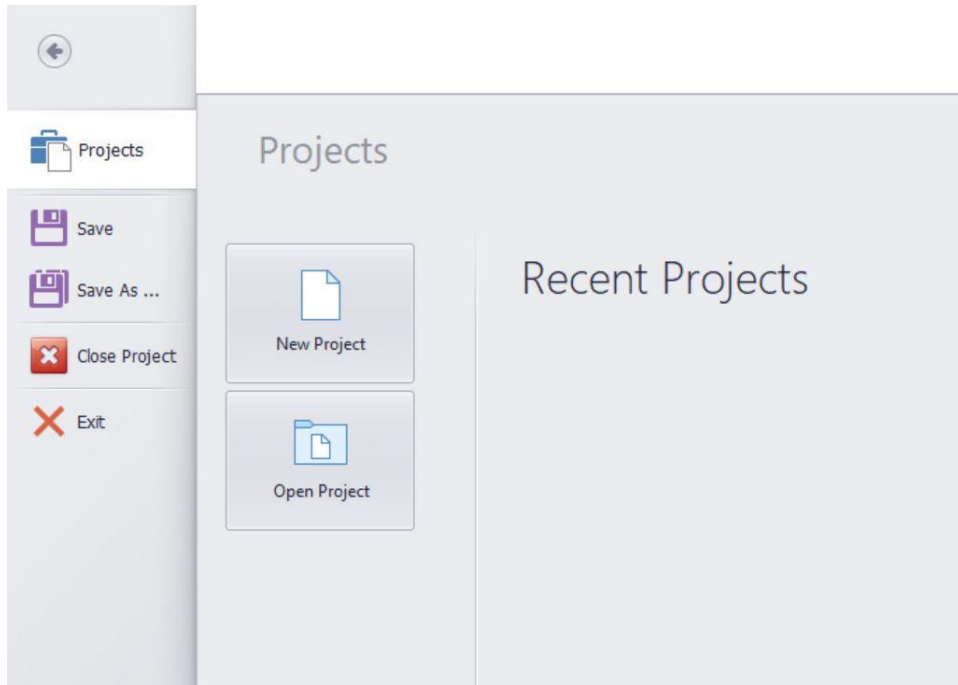 Projects
Save
Save As ...
Close Project
Exit
Projects
New Project
Open Project
Recent Projects